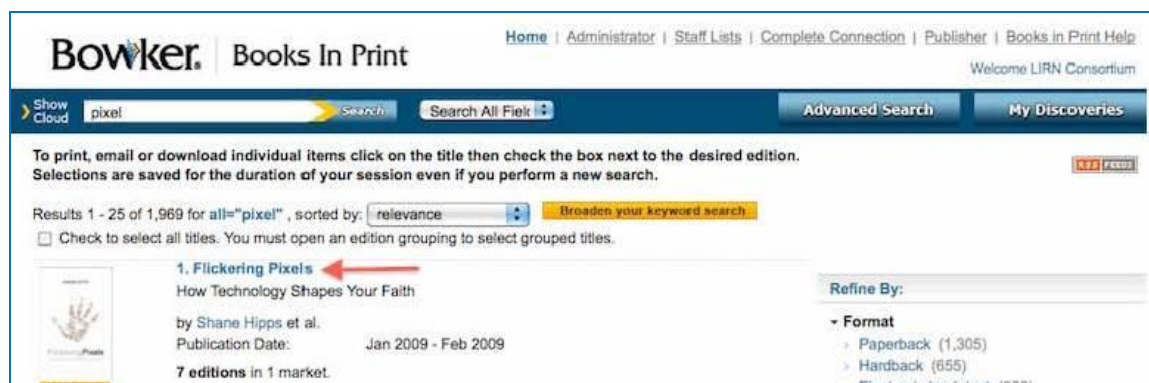 Bowker. Books In Print
Home | Administrator | Staff Lists | Complete Connection | Publisher | Books in Print Help
Welcome LIRN Consortium
Show Cloud pixel Search Search All Fiel Advanced Search My Discoveries
To print, email or download individual items click on the title then check the box next to the desired edition.
Selections are saved for the duration of your session even if you perform a new search.
RSS FEEDS
Results 1 - 25 of 1,969 for all="pixel" , sorted by: relevance Broaden your keyword search
Check to select all titles. You must open an edition grouping to select grouped titles.
1. Flickering Pixels
How Technology Shapes Your Faith
by Shane Hipps et al.
Publication Date: Jan 2009 - Feb 2009
7 editions in 1 market.
FlickeringPixels
Refine By:
Format
Paperback (1,305)
Hardback (655)